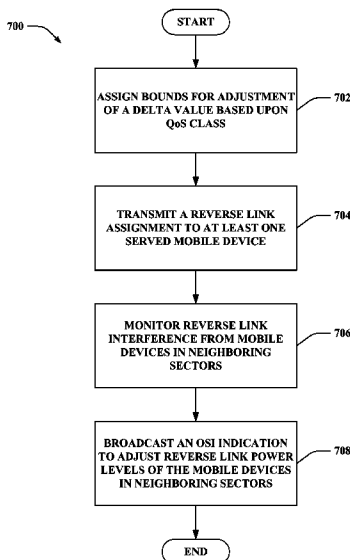 700
START
ASSIGN BOUNDS FOR ADJUSTMENT
OF A DELTA VALUE BASED UPON
QoS CLASS
702
TRANSMIT A REVERSE LINK
ASSIGNMENT TO AT LEAST ONE
SERVED MOBILE DEVICE
704
MONITOR REVERSE LINK
INTERFERENCE FROM MOBILE
DEVICES IN NEIGHBORING
SECTORS
706
BROADCAST AN OSI INDICATION
TO ADJUST REVERSE LINK POWER
LEVELS OF THE MOBILE DEVICES
IN NEIGHBORING SECTORS
708
END